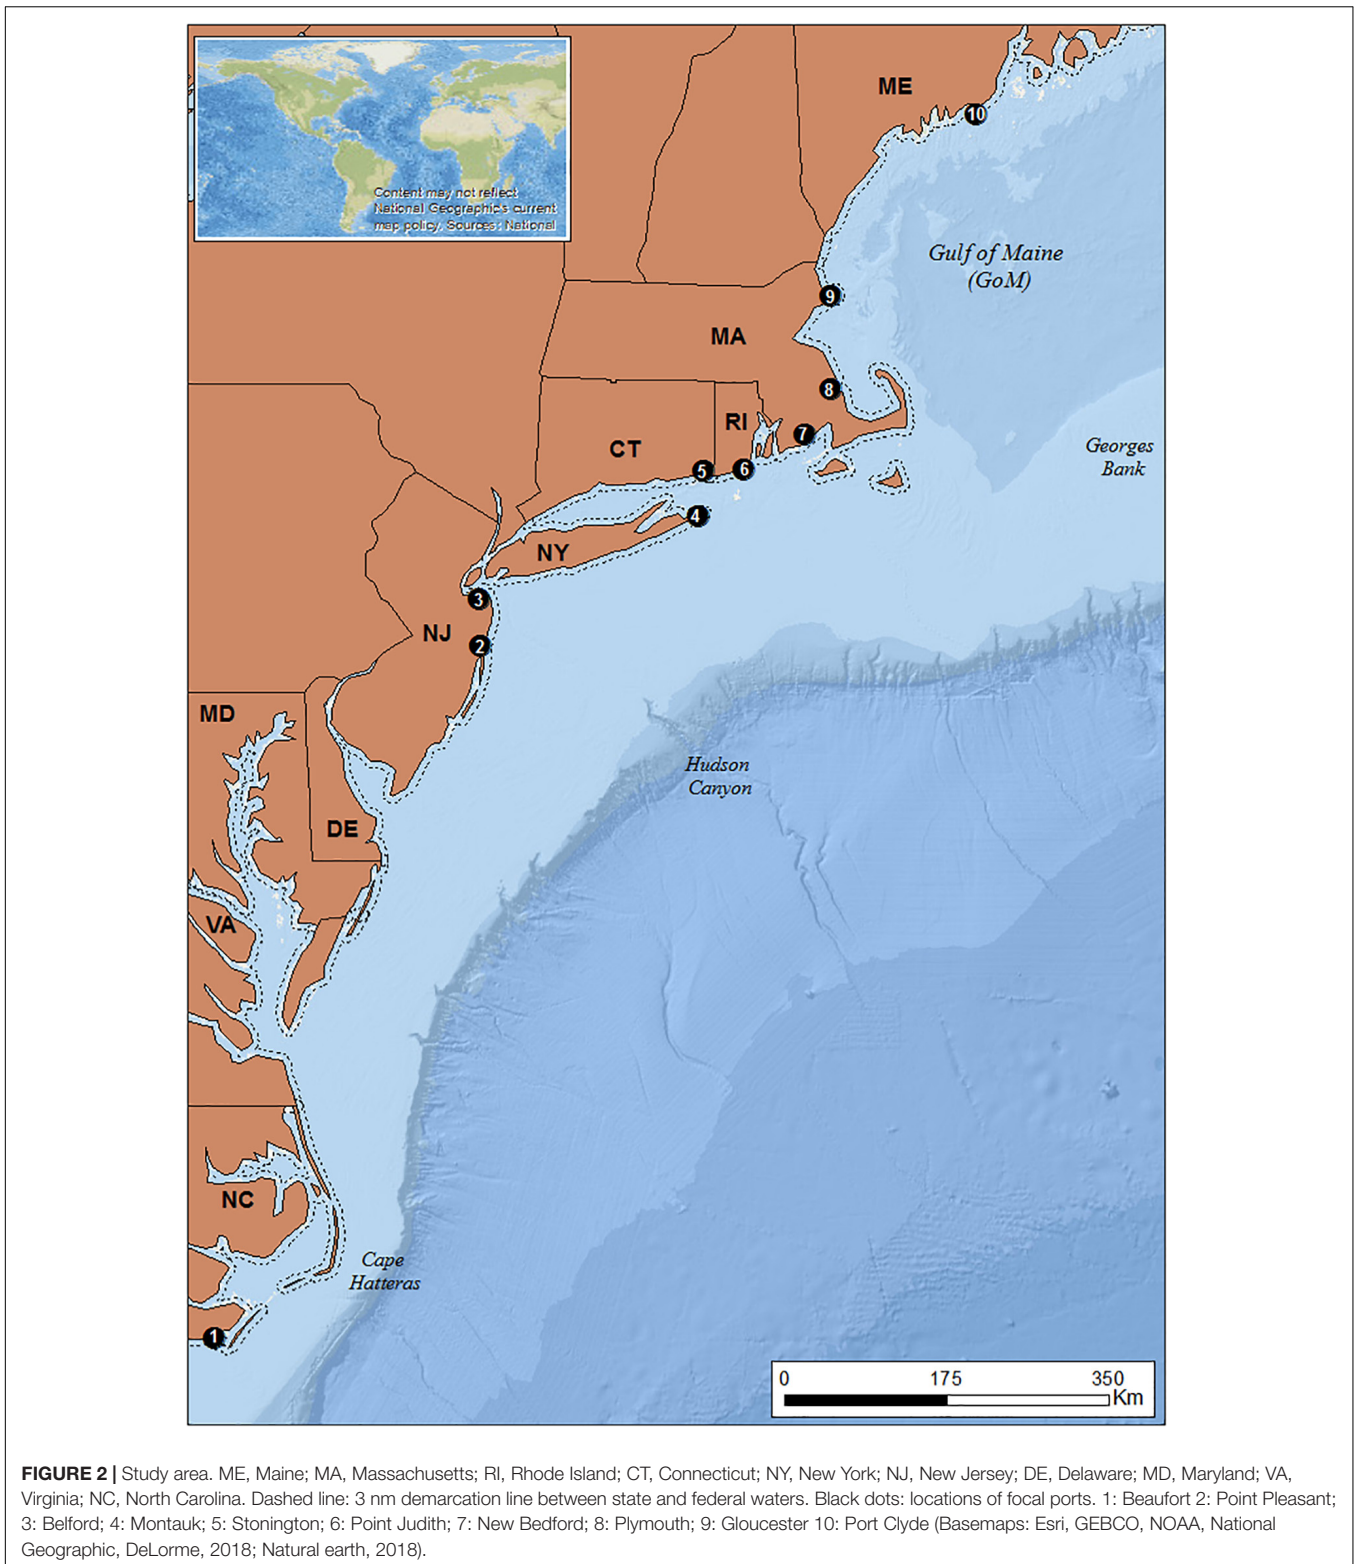 Content may not reflect
National Geographic's current
map policy. Sources: National
ME
10
Gulf of Maine
(GoM)
9
MA
8
RI
7
CT
Georges
Bank
5
6
4
NY
3
NJ
2
MD
Hudson
Canyon
DE
VA
NC
Cape
Hatteras
1
0 175 350
Km
FIGURE 2 | Study area. ME, Maine; MA, Massachusetts; RI, Rhode Island; CT, Connecticut; NY, New York; NJ, New Jersey; DE, Delaware; MD, Maryland; VA,
Virginia; NC, North Carolina. Dashed line: 3 nm demarcation line between state and federal waters. Black dots: locations of focal ports. 1: Beaufort 2: Point Pleasant;
3: Belford; 4: Montauk; 5: Stonington; 6: Point Judith; 7: New Bedford; 8: Plymouth; 9: Gloucester 10: Port Clyde (Basemaps: Esri, GEBCO, NOAA, National
Geographic, DeLorme, 2018; Natural earth, 2018).